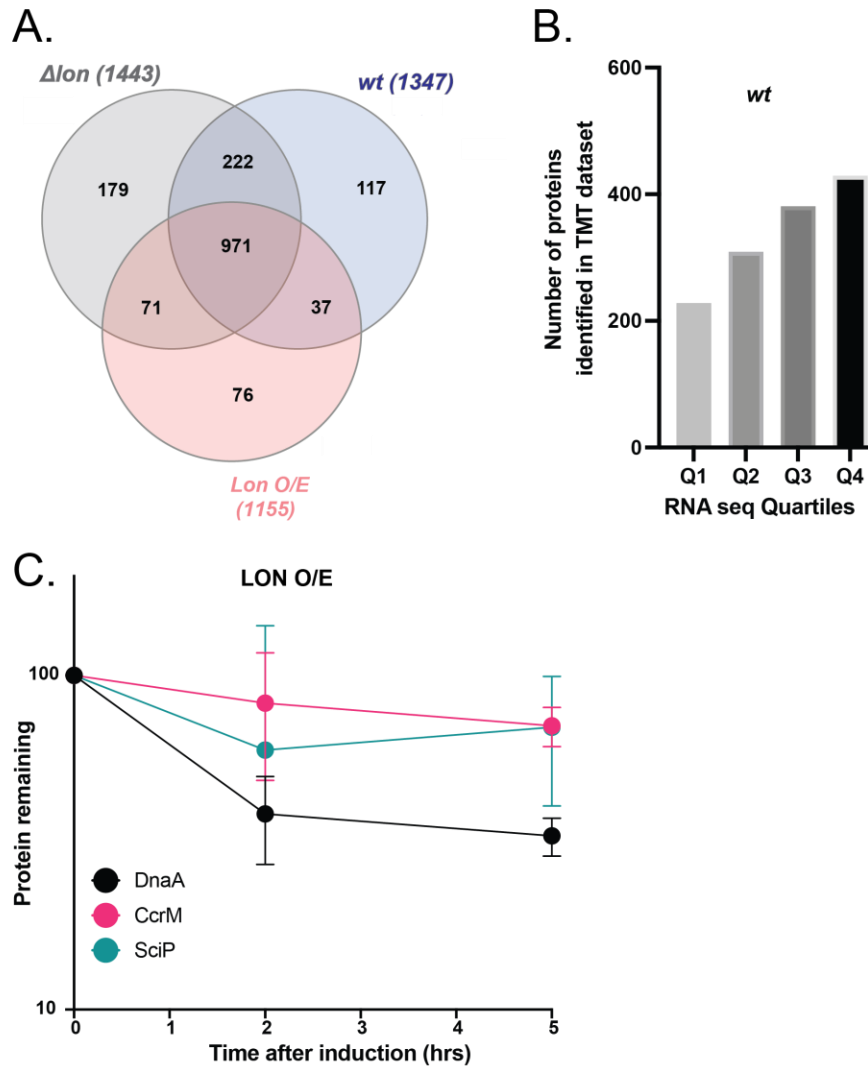 A.
Δlon (1443)
wt (1347)
179
222
117
971
71
37
76
Lon O/E
(1155)
B.
wt
Number of proteins
identified in TMT dataset
600
400
200
0
Q1 Q2 Q3 Q4
RNA seq Quartiles
C.
LON O/E
Protein remaining
100
10
DnaA
CcrM
SciP
0 1 2 3 4 5
Time after induction (hrs)